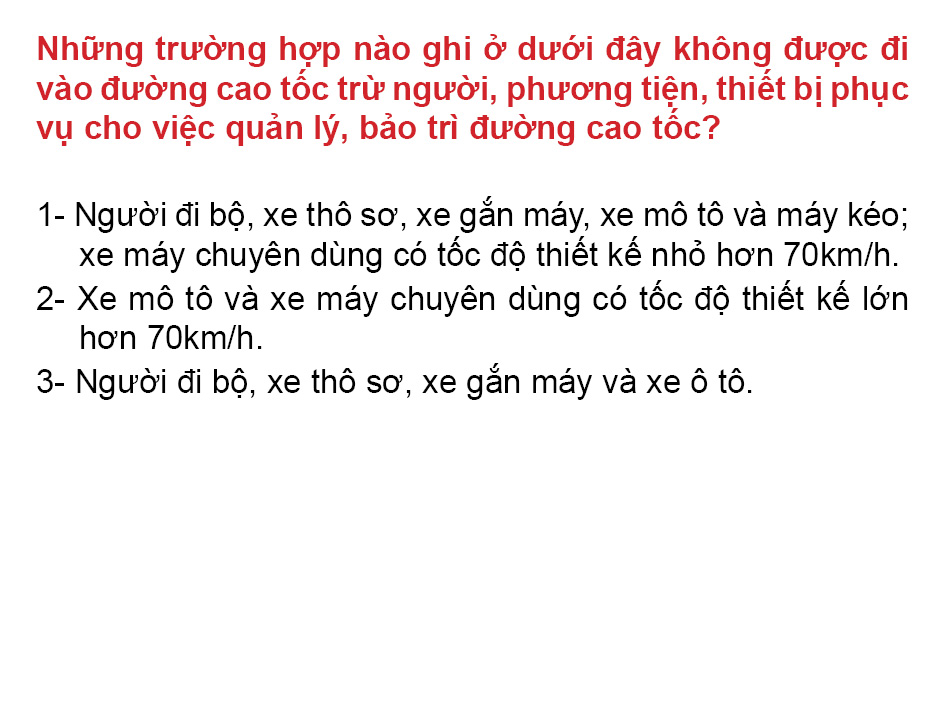 Những trường hợp nào ghi ở dưới đây không được đi
vào đường cao tốc trừ người, phương tiện, thiết bị phục
vụ cho việc quản lý, bảo trì đường cao tốc?
1- Người đi bộ, xe thô sơ, xe gắn máy, xe mô tô và máy kéo;
xe máy chuyên dùng có tốc độ thiết kế nhỏ hơn 70km/h.
2- Xe mô tô và xe máy chuyên dùng có tốc độ thiết kế lớn
hơn 70km/h.
3- Người đi bộ, xe thô sơ, xe gắn máy và xe ô tô.